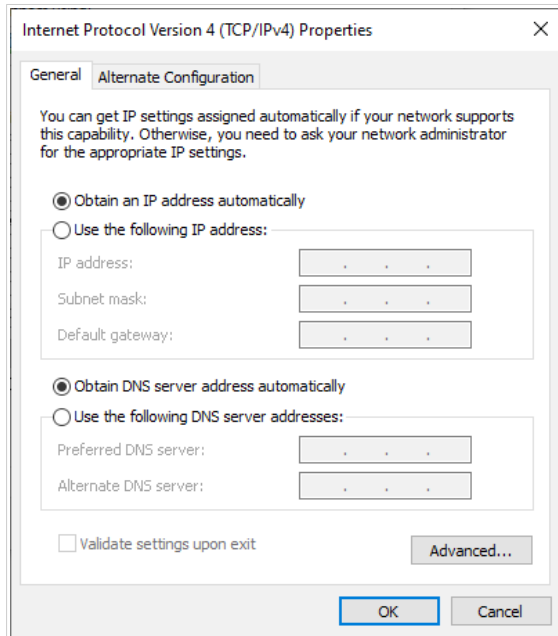 Internet Protocol Version 4 (TCP/IPv4) Properties
General
Alternate Configuration
You can get IP settings assigned automatically if your network supports
this capability. Otherwise, you need to ask your network administrator
for the appropriate IP settings.
Obtain an IP address automatically
Use the following IP address:
IP address:
Subnet mask:
Default gateway:
Obtain DNS server address automatically
Use the following DNS server addresses:
Preferred DNS server:
Alternate DNS server:
Validate settings upon exit
Advanced...
OK
Cancel